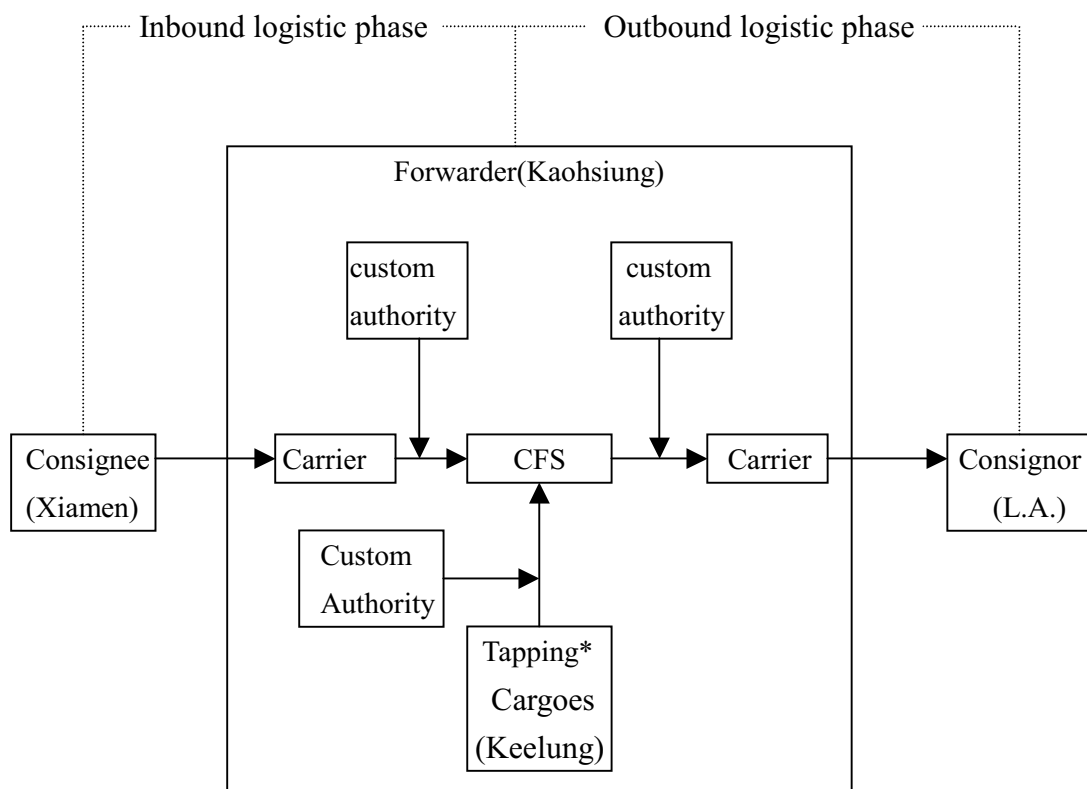 Inbound logistic phase
Outbound logistic phase
Forwarder(Kaohsiung)
custom
authority
custom
authority
Consignee
(Xiamen)
Carrier
CFS
Carrier
Consignor
(L.A.)
Custom
Authority
Tapping*
Cargoes
(Keelung)